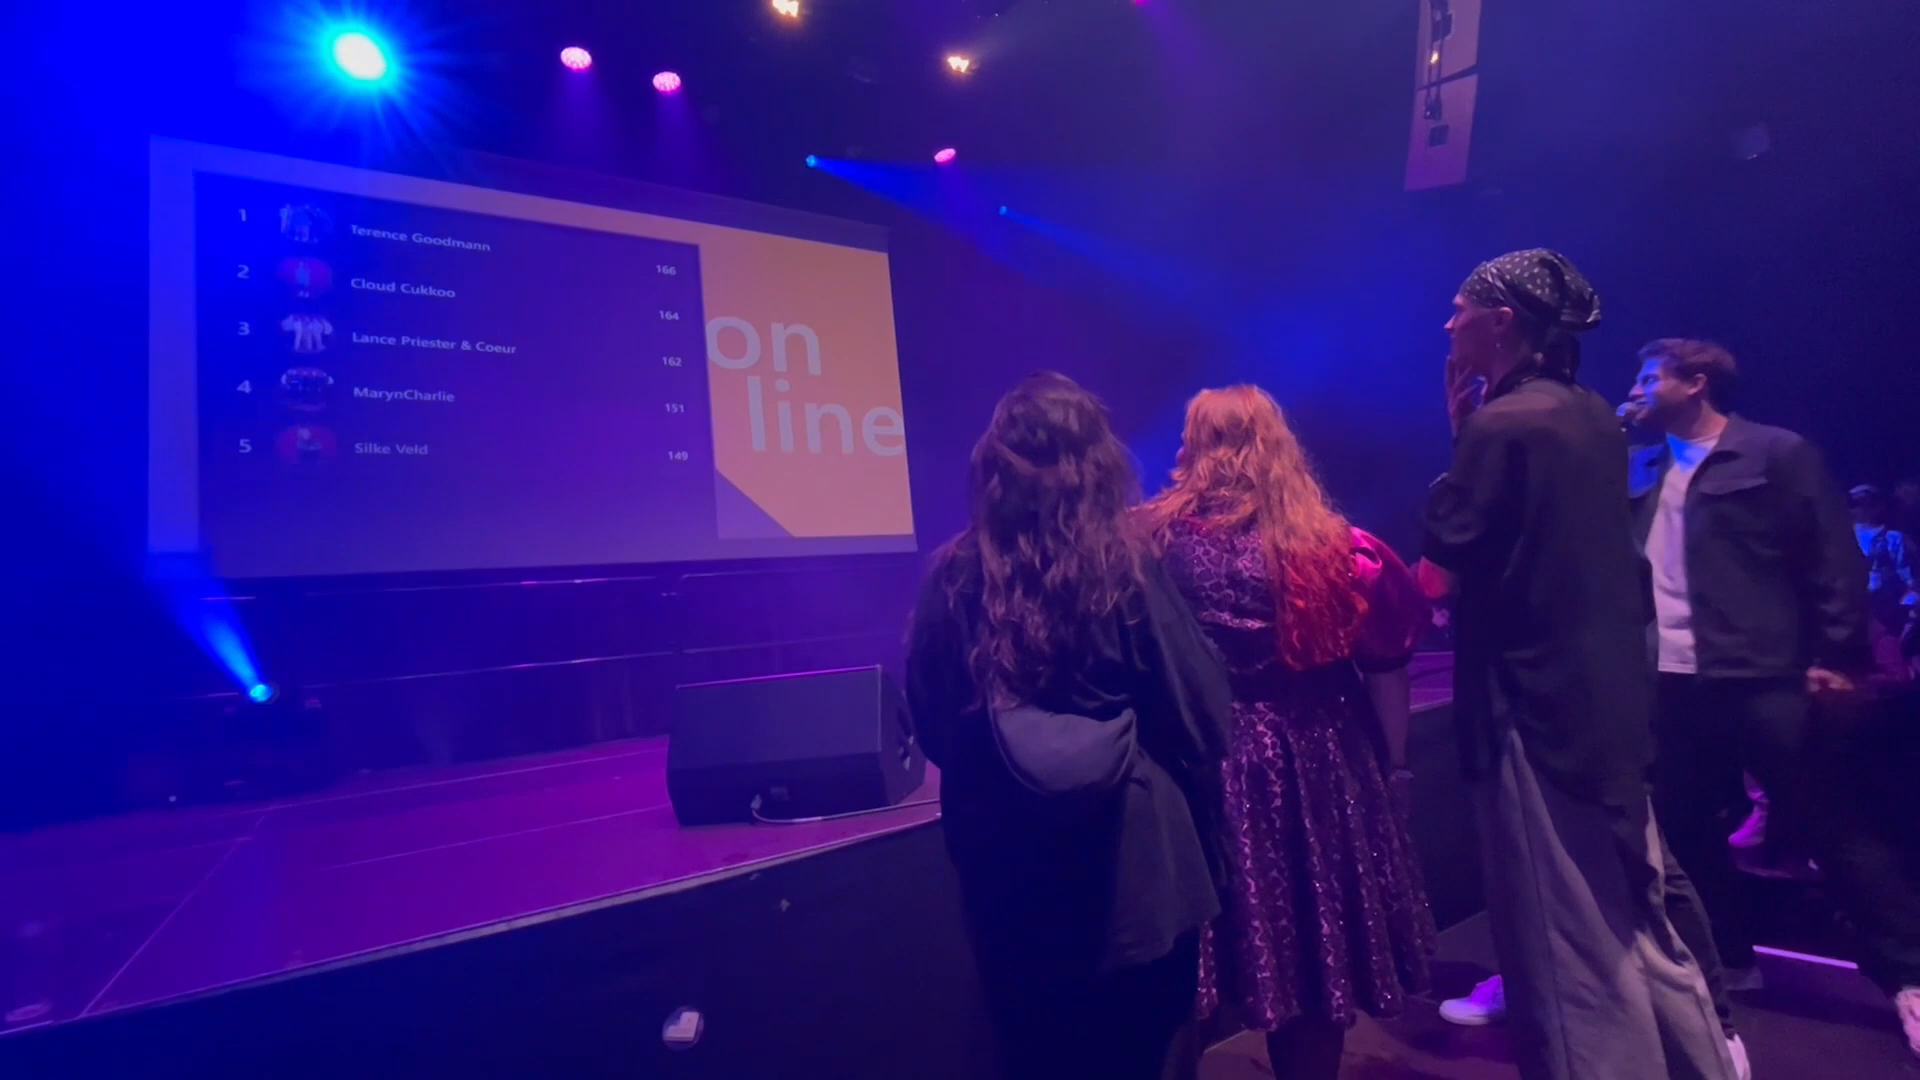 1 Terence Goodmann 166
2 Cloud Cukkoo 164
3 Lance Priester & Coeur 162
4 MarynCharlie 151
5 Silke Veld 149
on
line